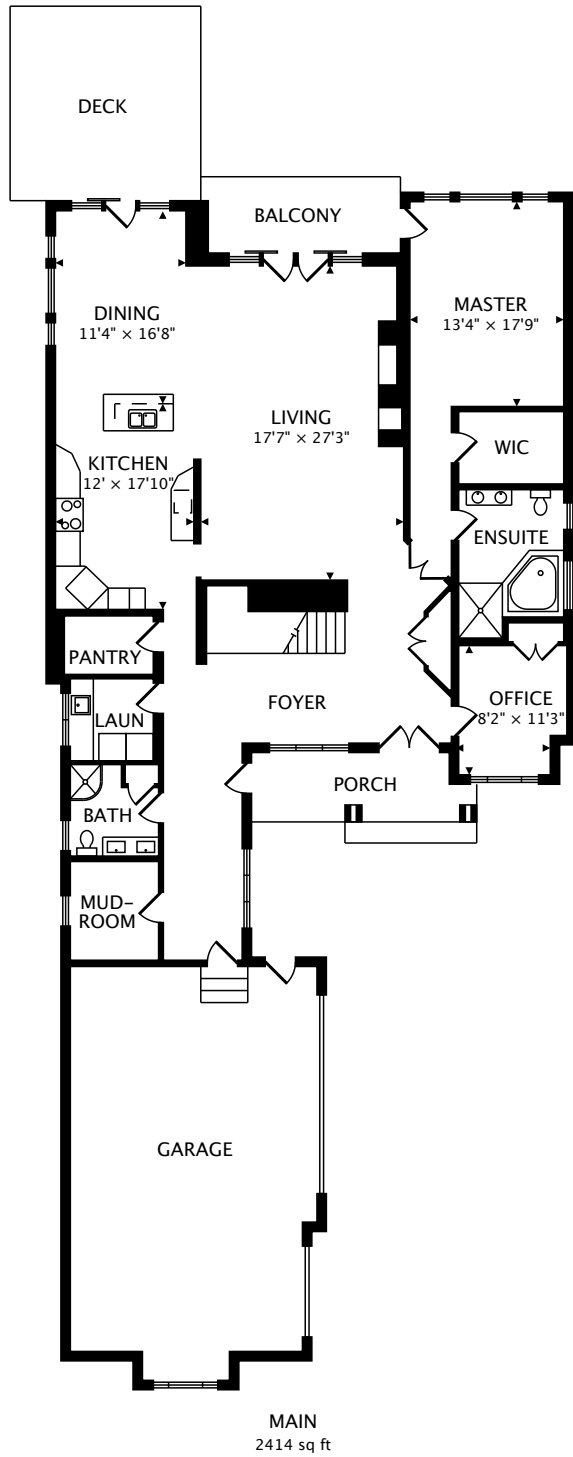 DECK
BALCONY
DINING
11'4" × 16'8"
MASTER
13'4" × 17'9"
LIVING
17'7" × 27'3"
KITCHEN
12' × 17'10"
WIC
ENSUITE
PANTRY
OFFICE
8'2" × 11'3"
FOYER
LAUN
PORCH
BATH
MUD-
ROOM
GARAGE
MAIN
2414 sq ft